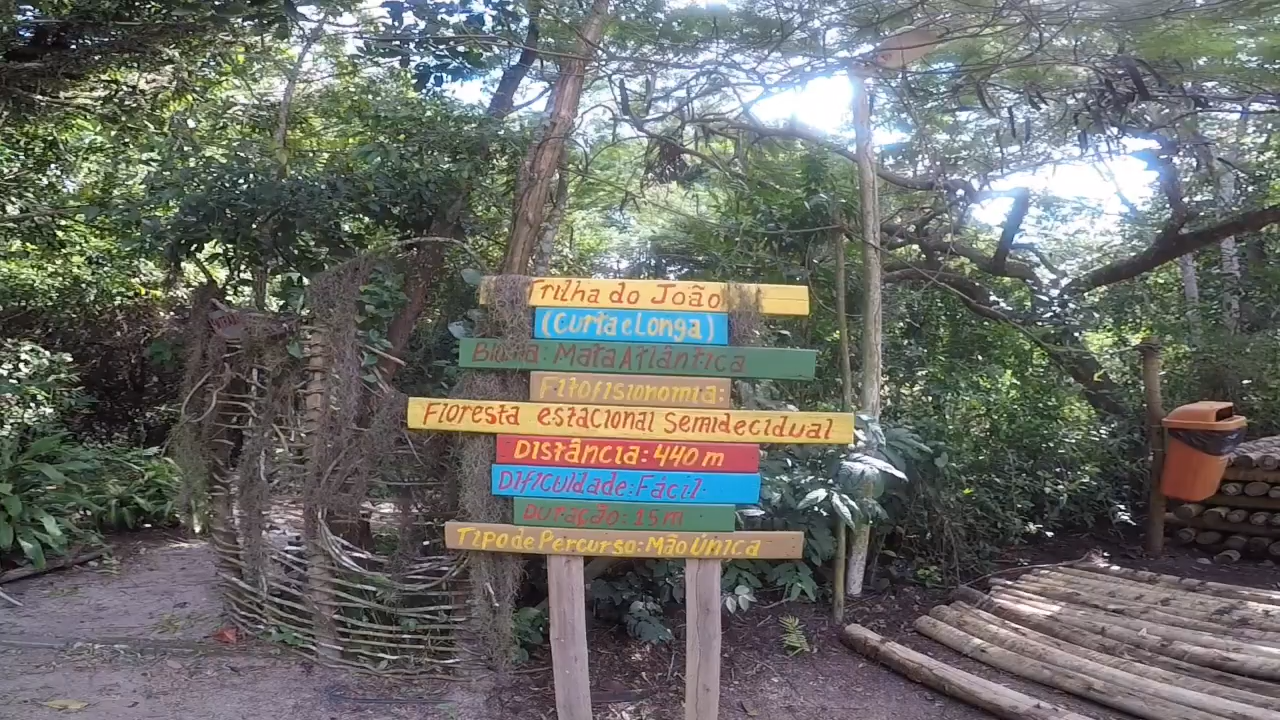 Trilha do João
(Curta e Longa)
Bioma: Mata Atlântica
Fitofisionomia:
Floresta estacional Semidecidual
Distância: 440 m
Dificuldade: Fácil.
Duração: 15 m
Tipo de Percurso: Mão Única